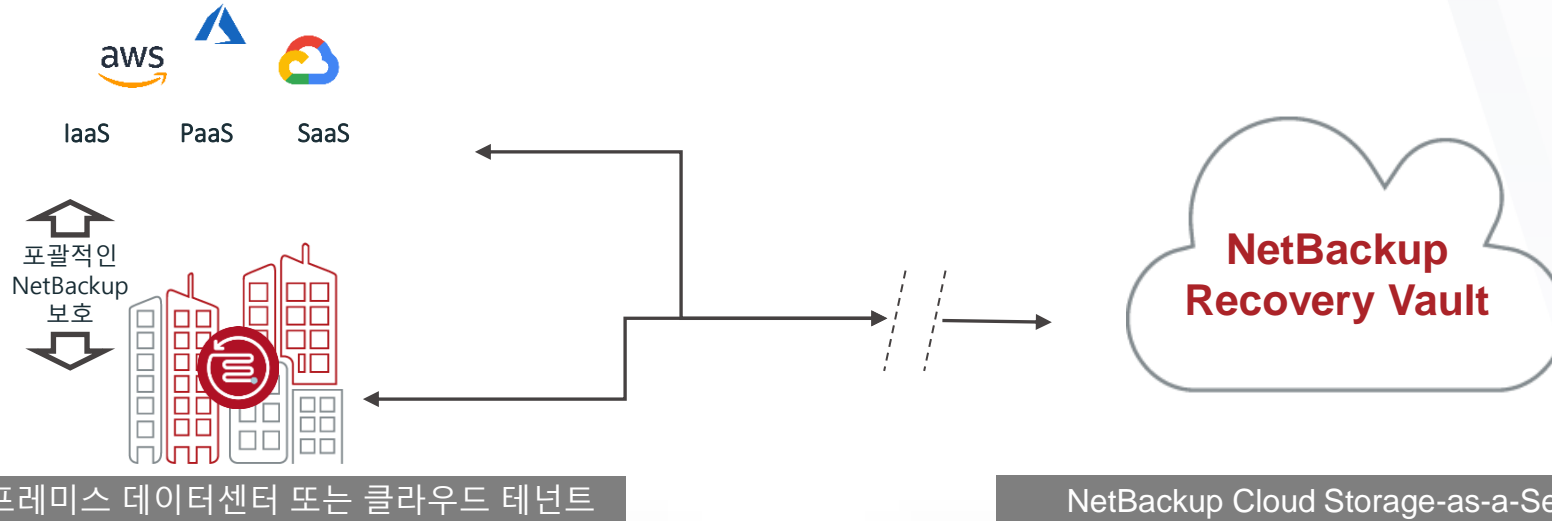 aws
IaaS PaaS SaaS
포괄적인
NetBackup
보호
NetBackup
Recovery Vault
프레미스 데이터센터 또는 클라우드 테넌트
NetBackup Cloud Storage-as-a-Se